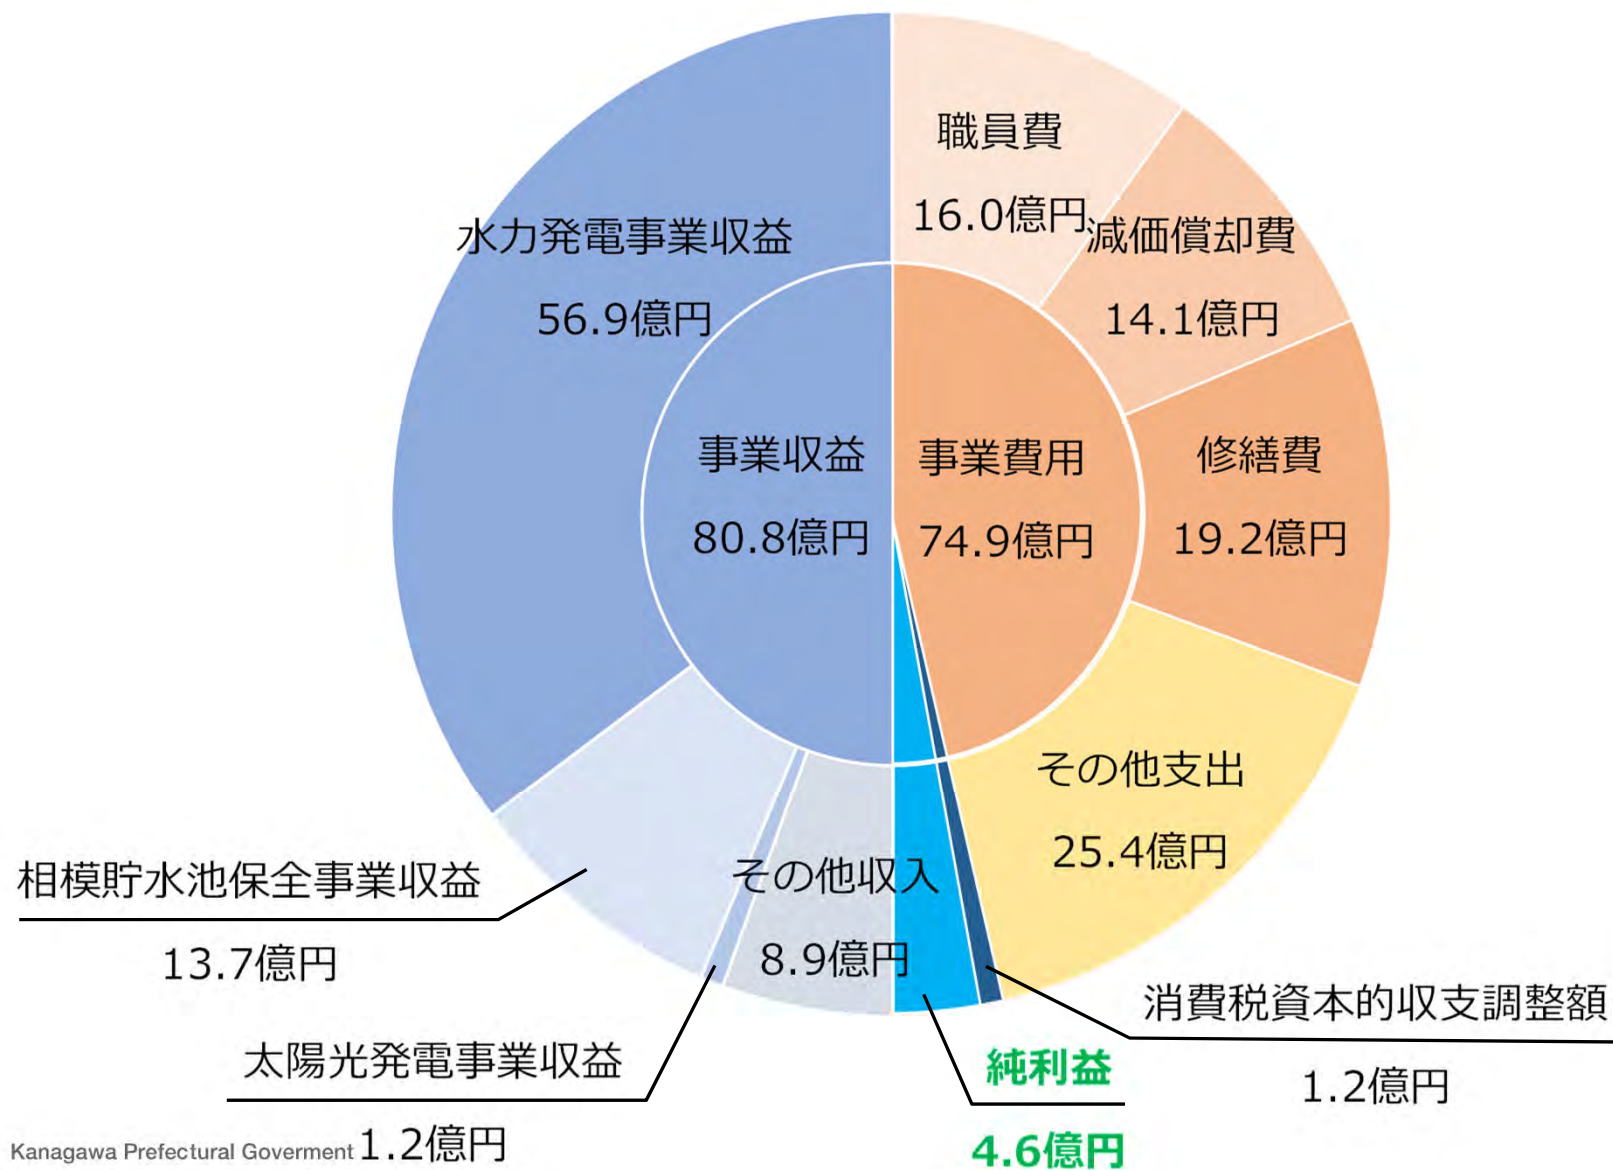 職員費
16.0億円
減価償却費
14.1億円
水力発電事業収益
56.9億円
事業収益
80.8億円
事業費用
74.9億円
修繕費
19.2億円
その他支出
25.4億円
相模貯水池保全事業収益
13.7億円
その他収入
8.9億円
消費税資本的収支調整額
1.2億円
太陽光発電事業収益
1.2億円
純利益
4.6億円
Kanagawa Prefectural Goverment